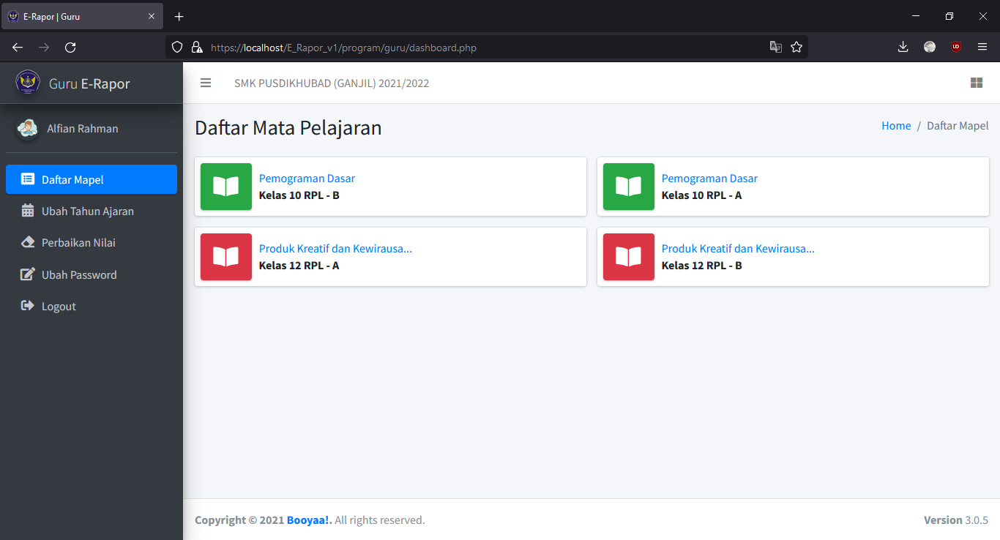 E-Rapor | Guru
https://localhost/E_Rapor_v1/program/guru/dashboard.php
Guru E-Rapor
SMK PUSDIKHUBAD (GANJIL) 2021/2022
Alfian Rahman
Daftar Mapel
Ubah Tahun Ajaran
Perbaikan Nilai
Ubah Password
Logout
Daftar Mata Pelajaran
Home / Daftar Mapel
Pemograman Dasar
Kelas 10 RPL - B
Pemograman Dasar
Kelas 10 RPL - A
Produk Kreatif dan Kewirausa...
Kelas 12 RPL - A
Produk Kreatif dan Kewirausa...
Kelas 12 RPL - B
Copyright © 2021 Booyaa!. All rights reserved.
Version 3.0.5